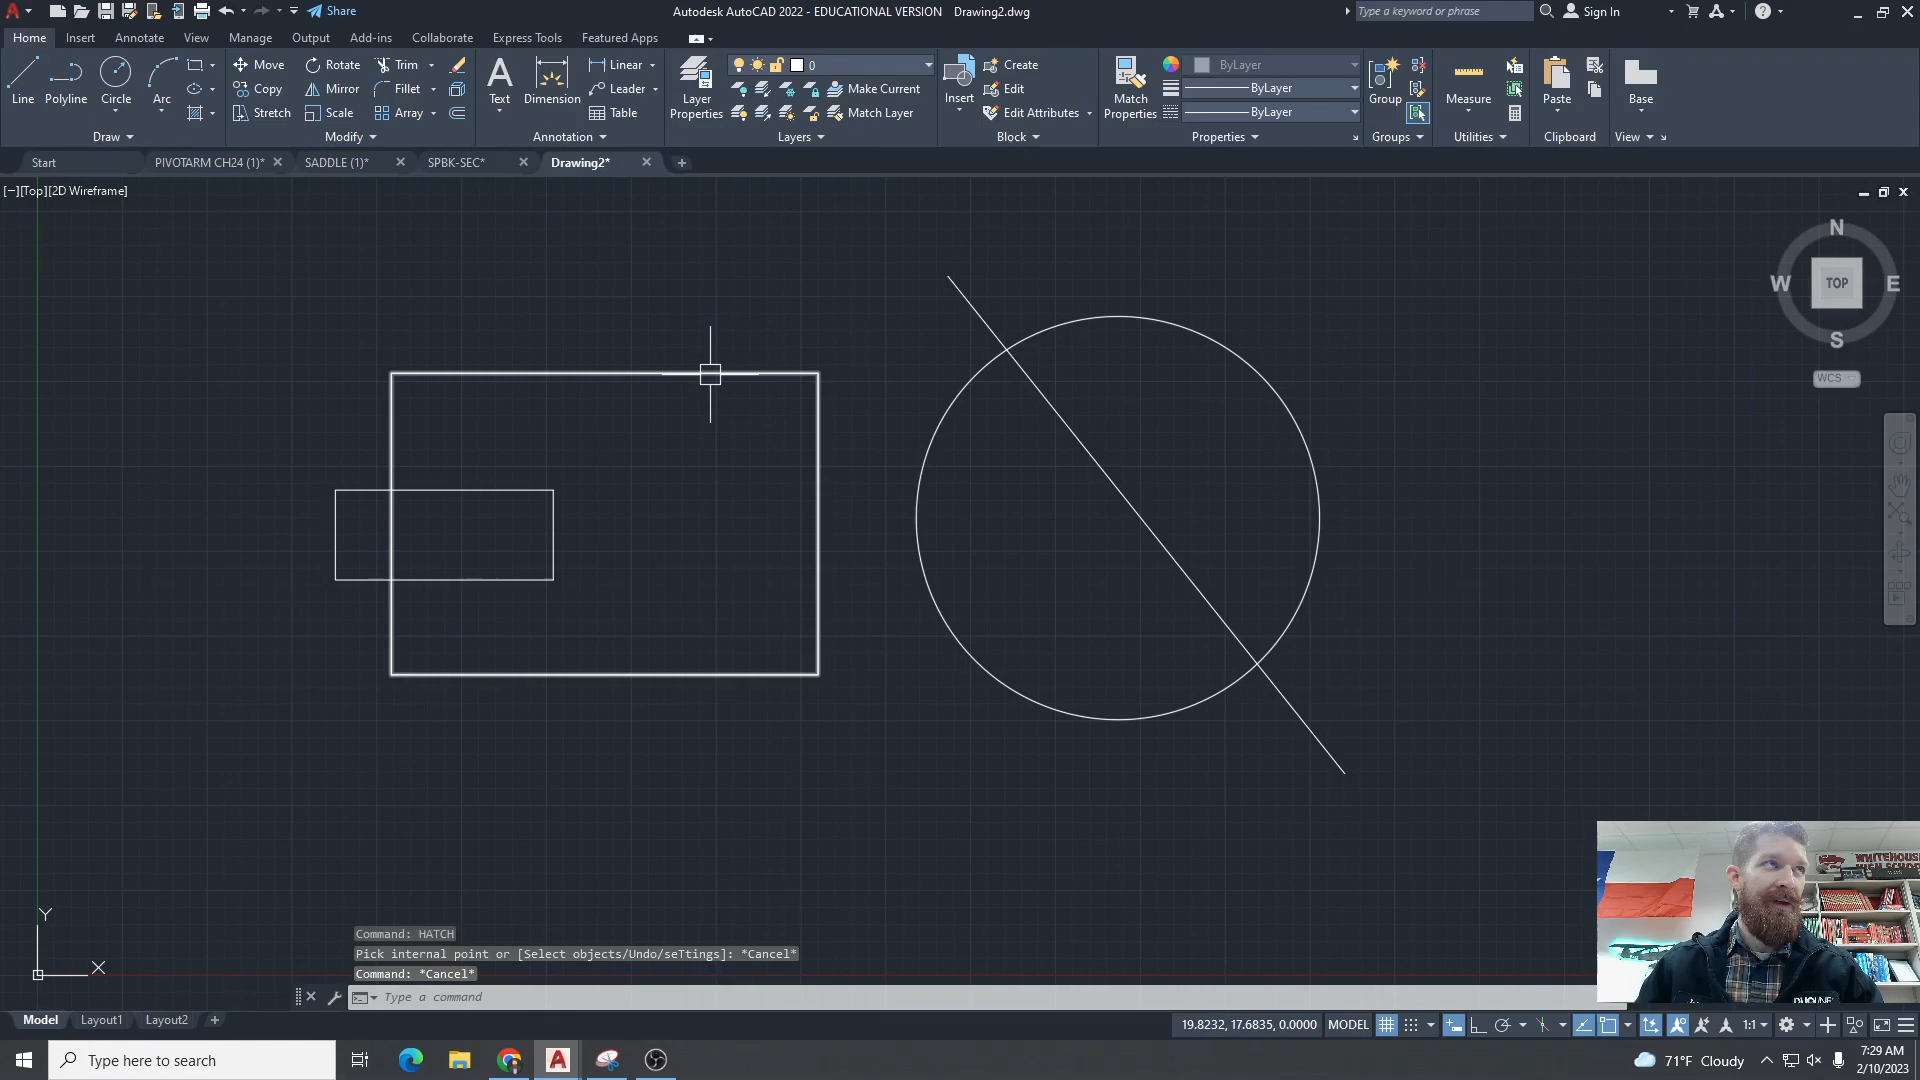 Share
Autodesk AutoCAD 2022 - EDUCATIONAL VERSION Drawing2.dwg
Type a keyword or phrase
Sign In
Home Insert Annotate View Manage Output Add-ins Collaborate Express Tools Featured Apps
Line Polyline Circle Arc
Move Rotate Trim
Copy Mirror Fillet
Stretch Scale Array
Text Dimension
Linear
Leader
Table
Layer Properties
0
Make Current
Match Layer
Insert
Create
Edit
Edit Attributes
Match Properties
ByLayer
ByLayer
ByLayer
Group
Measure
Paste
Base
Draw Modify Annotation Layers Block Properties Groups Utilities Clipboard View
Start PIVOTARM CH24 (1)* SADDLE (1)* SPBK-SEC* Drawing2*
[−][Top][2D Wireframe]
N
W TOP E
S
WCS
WHITEHOUSE
HIGH SCHOOL
Y
X
Command: HATCH
Pick internal point or [Select objects/Undo/seTtings]: *Cancel*
Command: *Cancel*
Type a command
Model Layout1 Layout2
19.8232, 17.6835, 0.0000 MODEL 1:1
Type here to search
71°F Cloudy
7:29 AM
2/10/2023